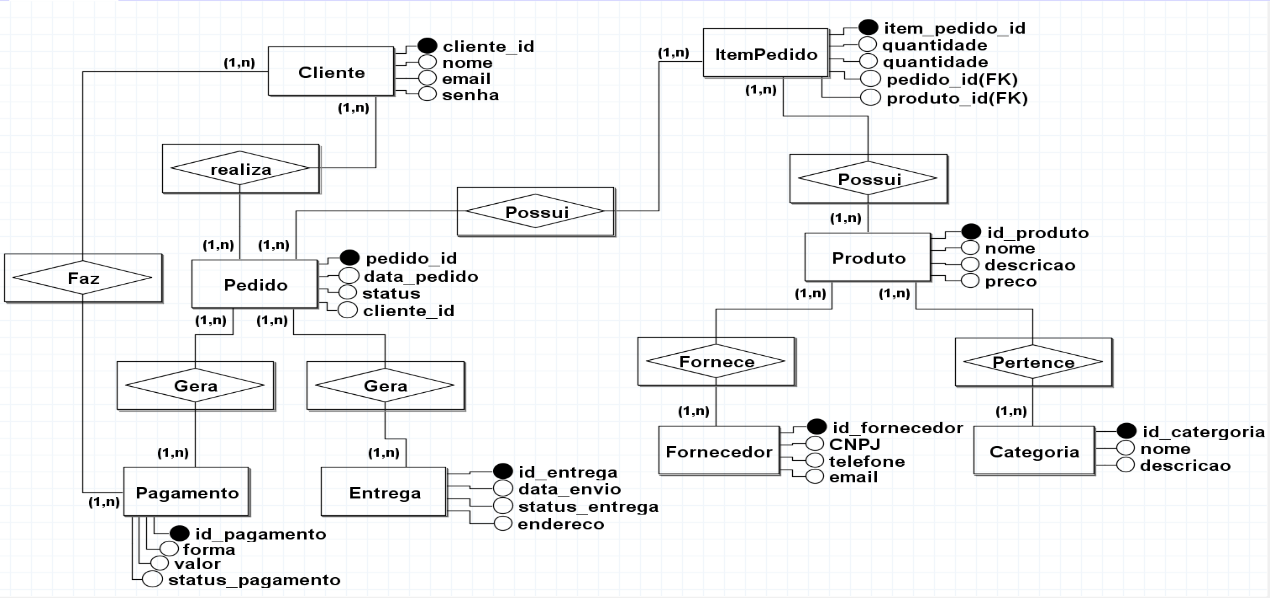 Cliente
cliente_id
nome
email
senha
(1,n)
(1,n)
realiza
Faz
ItemPedido
item_pedido_id
quantidade
quantidade
pedido_id(FK)
produto_id(FK)
(1,n)
(1,n)
Possui
Possui
(1,n)
(1,n)
(1,n)
Pedido
pedido_id
data_pedido
status
cliente_id
(1,n)
(1,n)
Produto
id_produto
nome
descricao
preco
(1,n)
(1,n)
Gera
Gera
Fornece
Pertence
(1,n)
(1,n)
(1,n)
(1,n)
(1,n)
Pagamento
id_pagamento
forma
valor
status_pagamento
Entrega
id_entrega
data_envio
status_entrega
endereco
Fornecedor
id_fornecedor
CNPJ
telefone
email
Categoria
id_catergoria
nome
descricao